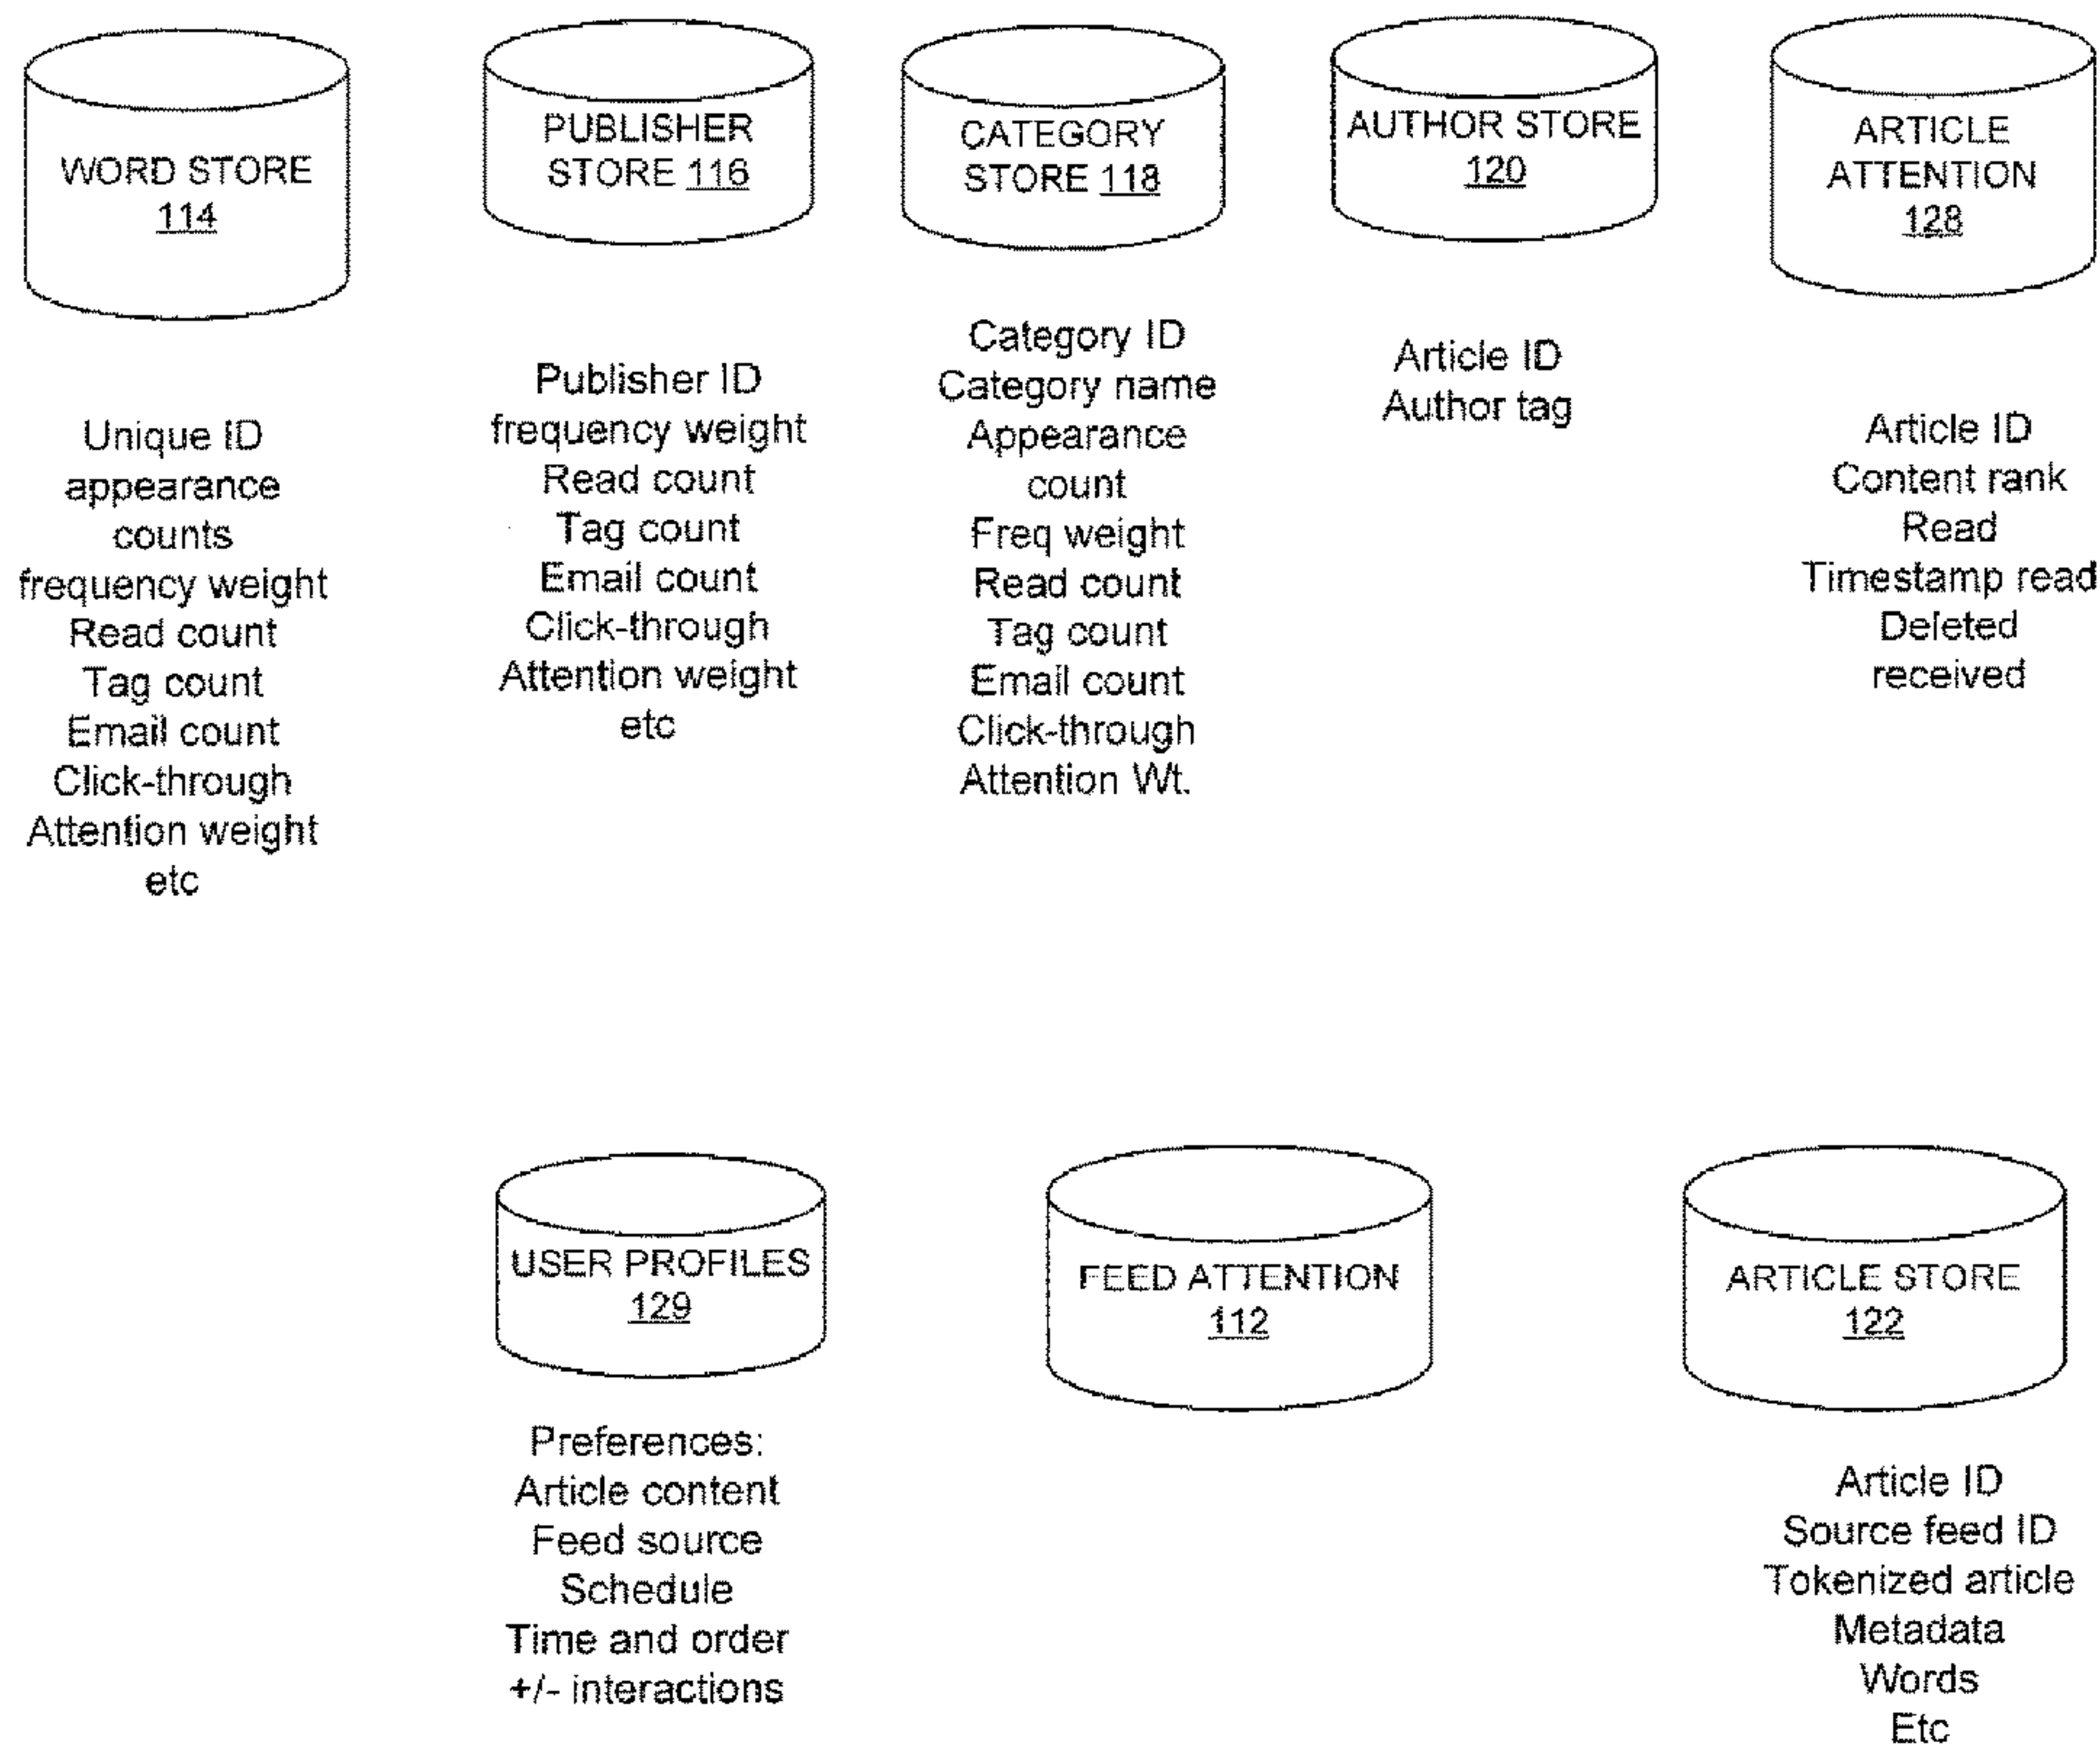 WORD STORE
114
Unique ID
appearance
counts
frequency weight
Read count
Tag count
Email count
Click-through
Attention weight
etc
PUBLISHER
STORE 116
Publisher ID
frequency weight
Read count
Tag count
Email count
Click-through
Attention weight
etc
CATEGORY
STORE 118
Category ID
Category name
Appearance
count
Freq weight
Read count
Tag count
Email count
Click-through
Attention Wt.
AUTHOR STORE
120
Article ID
Author tag
ARTICLE
ATTENTION
128
Article ID
Content rank
Read
Timestamp read
Deleted
received
USER PROFILES
129
Preferences:
Article content
Feed source
Schedule
Time and order
+/- interactions
FEED ATTENTION
112
ARTICLE STORE
122
Article ID
Source feed ID
Tokenized article
Metadata
Words
Etc